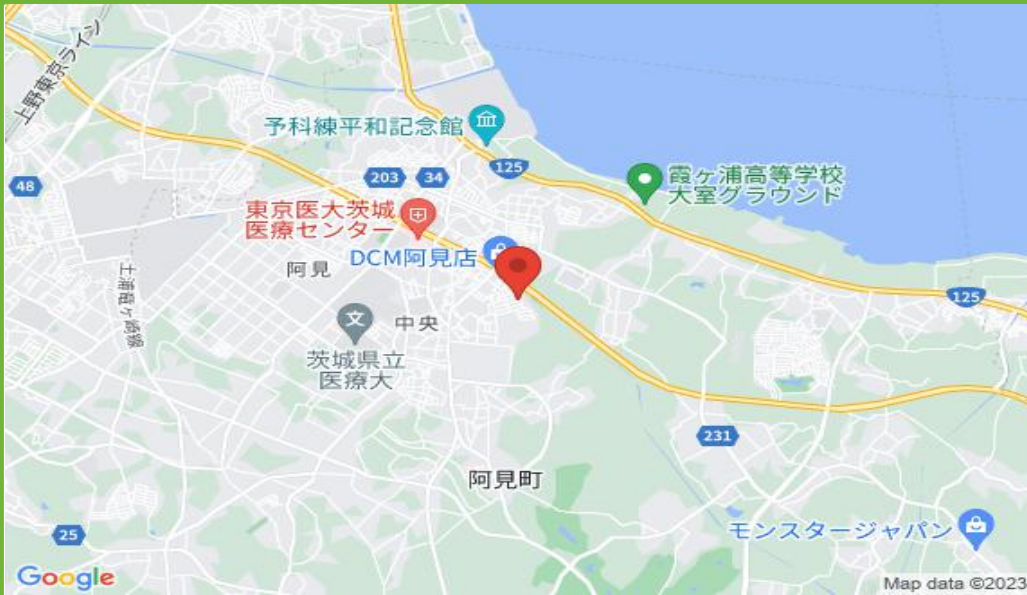 上野東京ライン
予科練平和記念館
125
48
203
34
霞ヶ浦高等学校
大室グラウンド
東京医大茨城
医療センター
DCM阿見店
阿見
土浦竜ヶ崎線
中央
125
茨城県立
医療大
231
阿見町
25
モンスタージャパン
Google
Map data ©2023